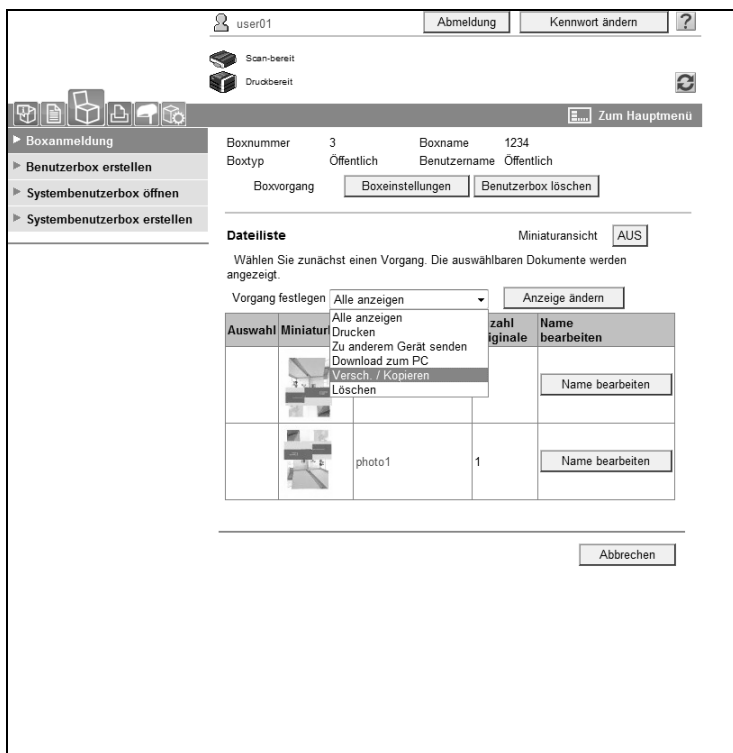 user01 Abmeldung Kennwort ändern ?
Scan-bereit
Druckbereit
Zum Hauptmenü
Boxanmeldung
Benutzerbox erstellen
Systembenutzerbox öffnen
Systembenutzerbox erstellen
Boxnummer 3 Boxname 1234
Boxtyp Öffentlich Benutzername Öffentlich
Boxvorgang Boxeinstellungen Benutzerbox löschen
Dateiliste Miniaturansicht AUS
Wählen Sie zunächst einen Vorgang. Die auswählbaren Dokumente werden
angezeigt.
Vorgang festlegen Alle anzeigen Anzeige ändern
Alle anzeigen
Drucken
Zu anderem Gerät senden
Download zum PC
Versch. / Kopieren
Löschen
Auswahl Name
bearbeiten
Name bearbeiten
photo1 1 Name bearbeiten
Abbrechen